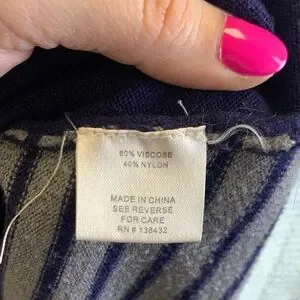 60% VISCOSE
40% NYLON
MADE IN CHINA
SEE REVERSE
FOR CARE
RN # 138432